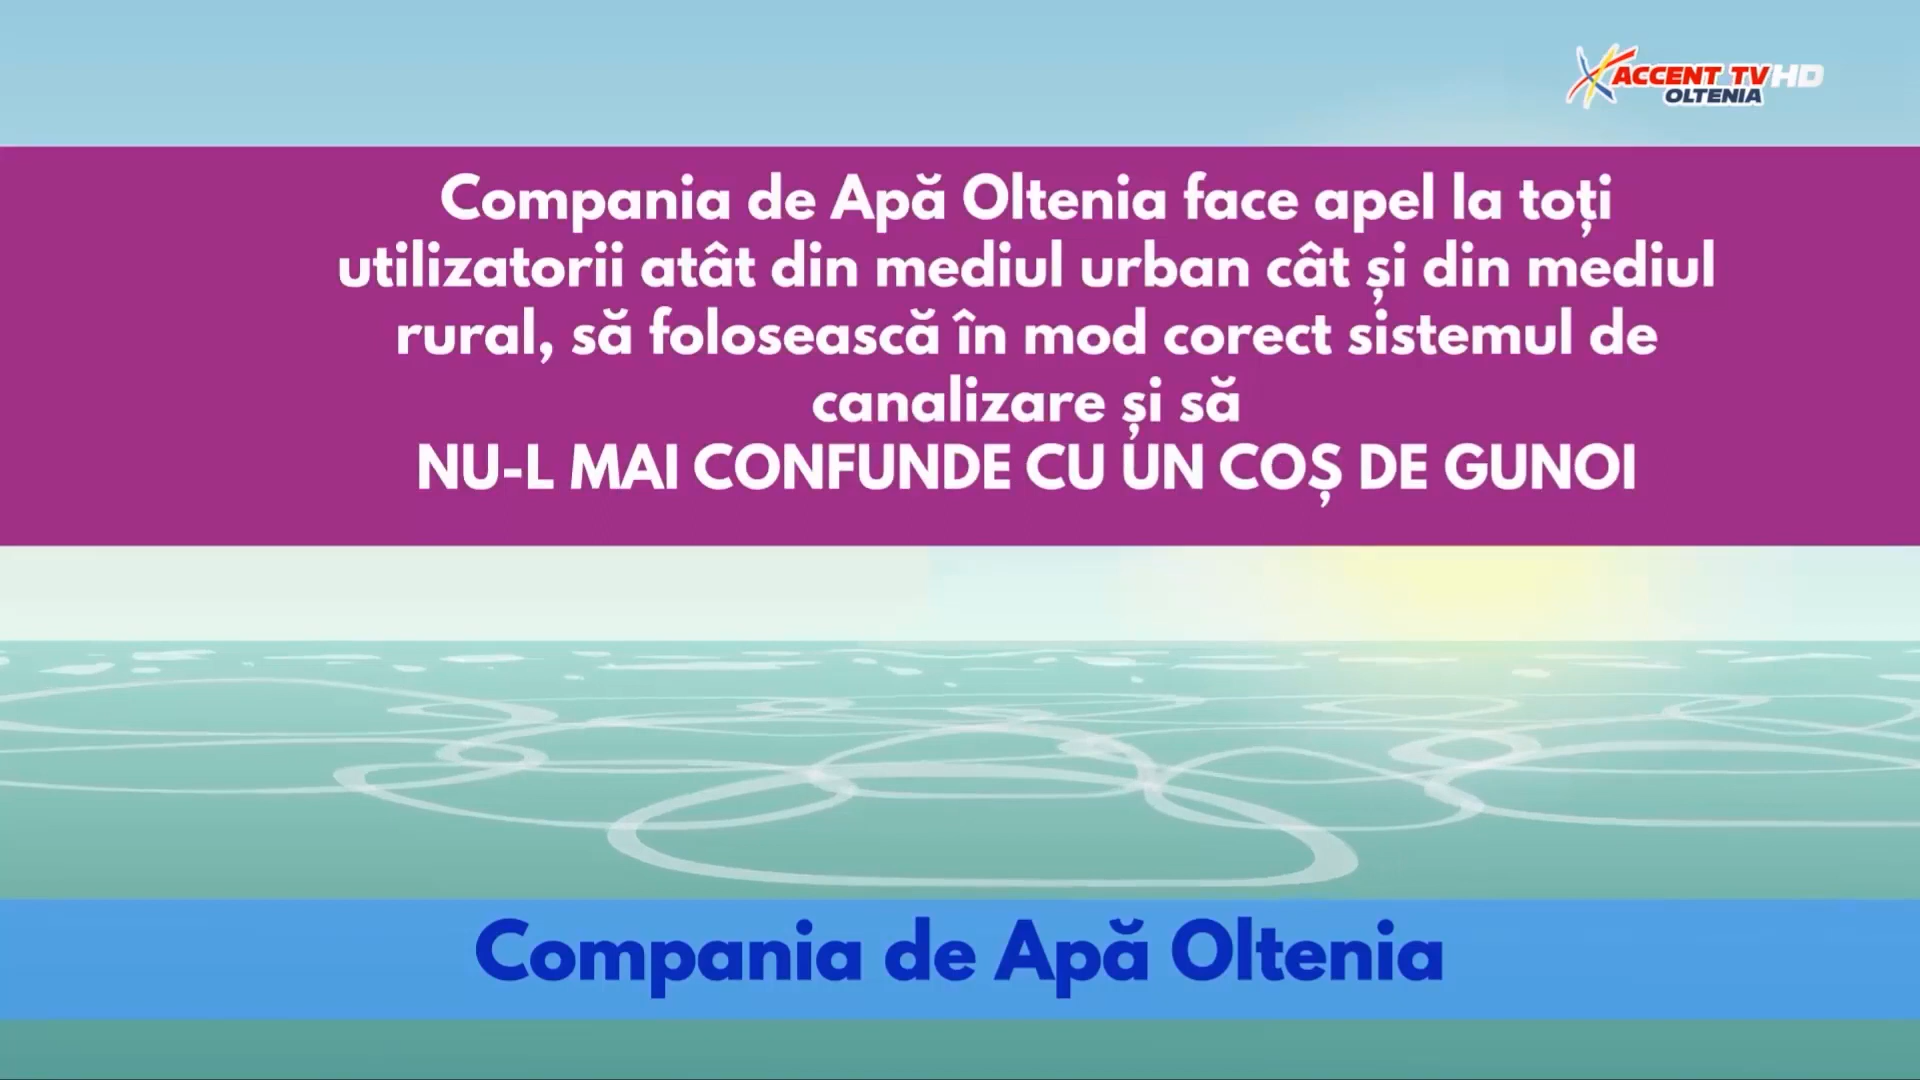 ACCENT TV HD
OLTENIA
Compania de Apă Oltenia face apel la toți
utilizatorii atât din mediul urban cât și din mediul
rural, să folosească în mod corect sistemul de
canalizare și să
NU-L MAI CONFUNDE CU UN COȘ DE GUNOI
Compania de Apă Oltenia